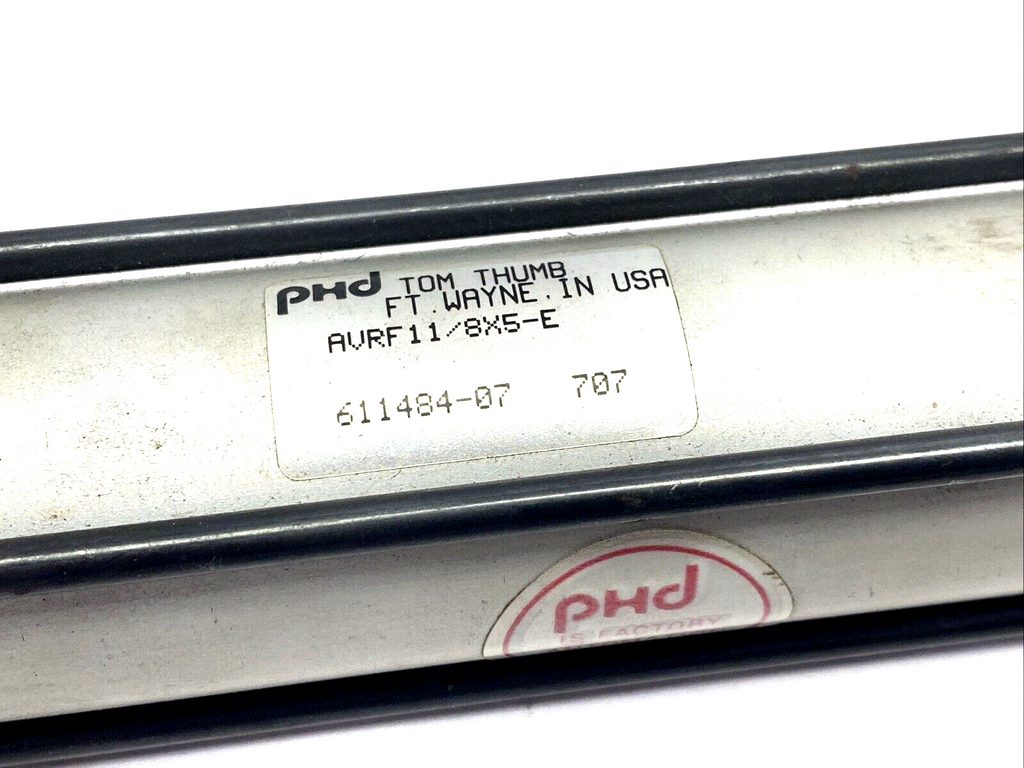 PHD TOM THUMB
FT. WAYNE, IN USA
AVRF11/8X5-E
611484-07 707
PHD
IS FACTORY